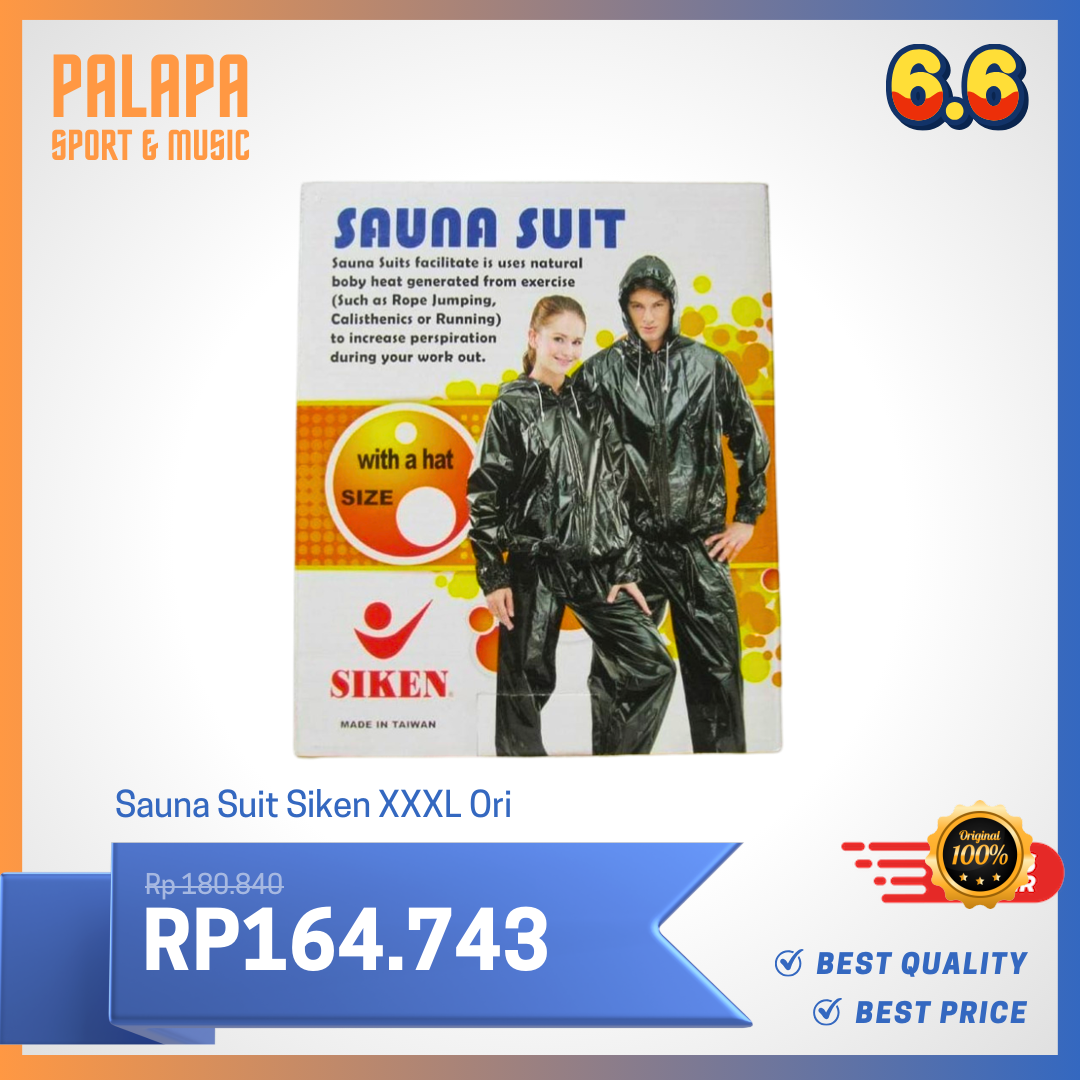 PALAPA
SPORT & MUSIC
6.6
SAUNA SUIT
Sauna Suits facilitate is uses natural
boby heat generated from exercise
(Such as Rope Jumping,
Calisthenics or Running)
to increase perspiration
during your work out.
with a hat
SIZE
SIKEN
MADE IN TAIWAN
Sauna Suit Siken XXXL Ori
Rp 180.840
RP164.743
Original
100%
BEST QUALITY
BEST PRICE